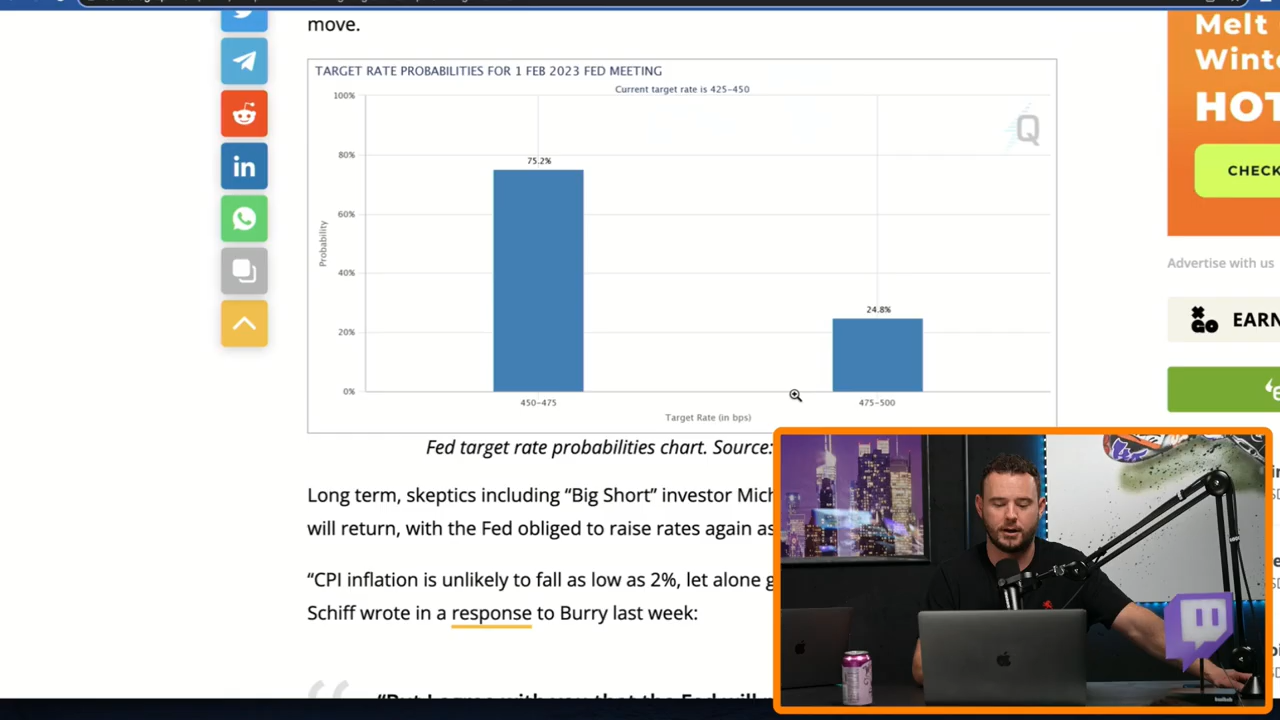 move.
TARGET RATE PROBABILITIES FOR 1 FEB 2023 FED MEETING
Current target rate is 425-450
Q
100%
80%
60%
40%
20%
0%
Probability
75.2%
24.8%
450-475
475-500
Target Rate (in bps)
Fed target rate probabilities chart. Source:
Long term, skeptics including “Big Short” investor Mich
will return, with the Fed obliged to raise rates again as
“CPI inflation is unlikely to fall as low as 2%, let alone g
Schiff wrote in a response to Burry last week:
in
Melt
Wint
HOT
CHECK
Advertise with us
EARN